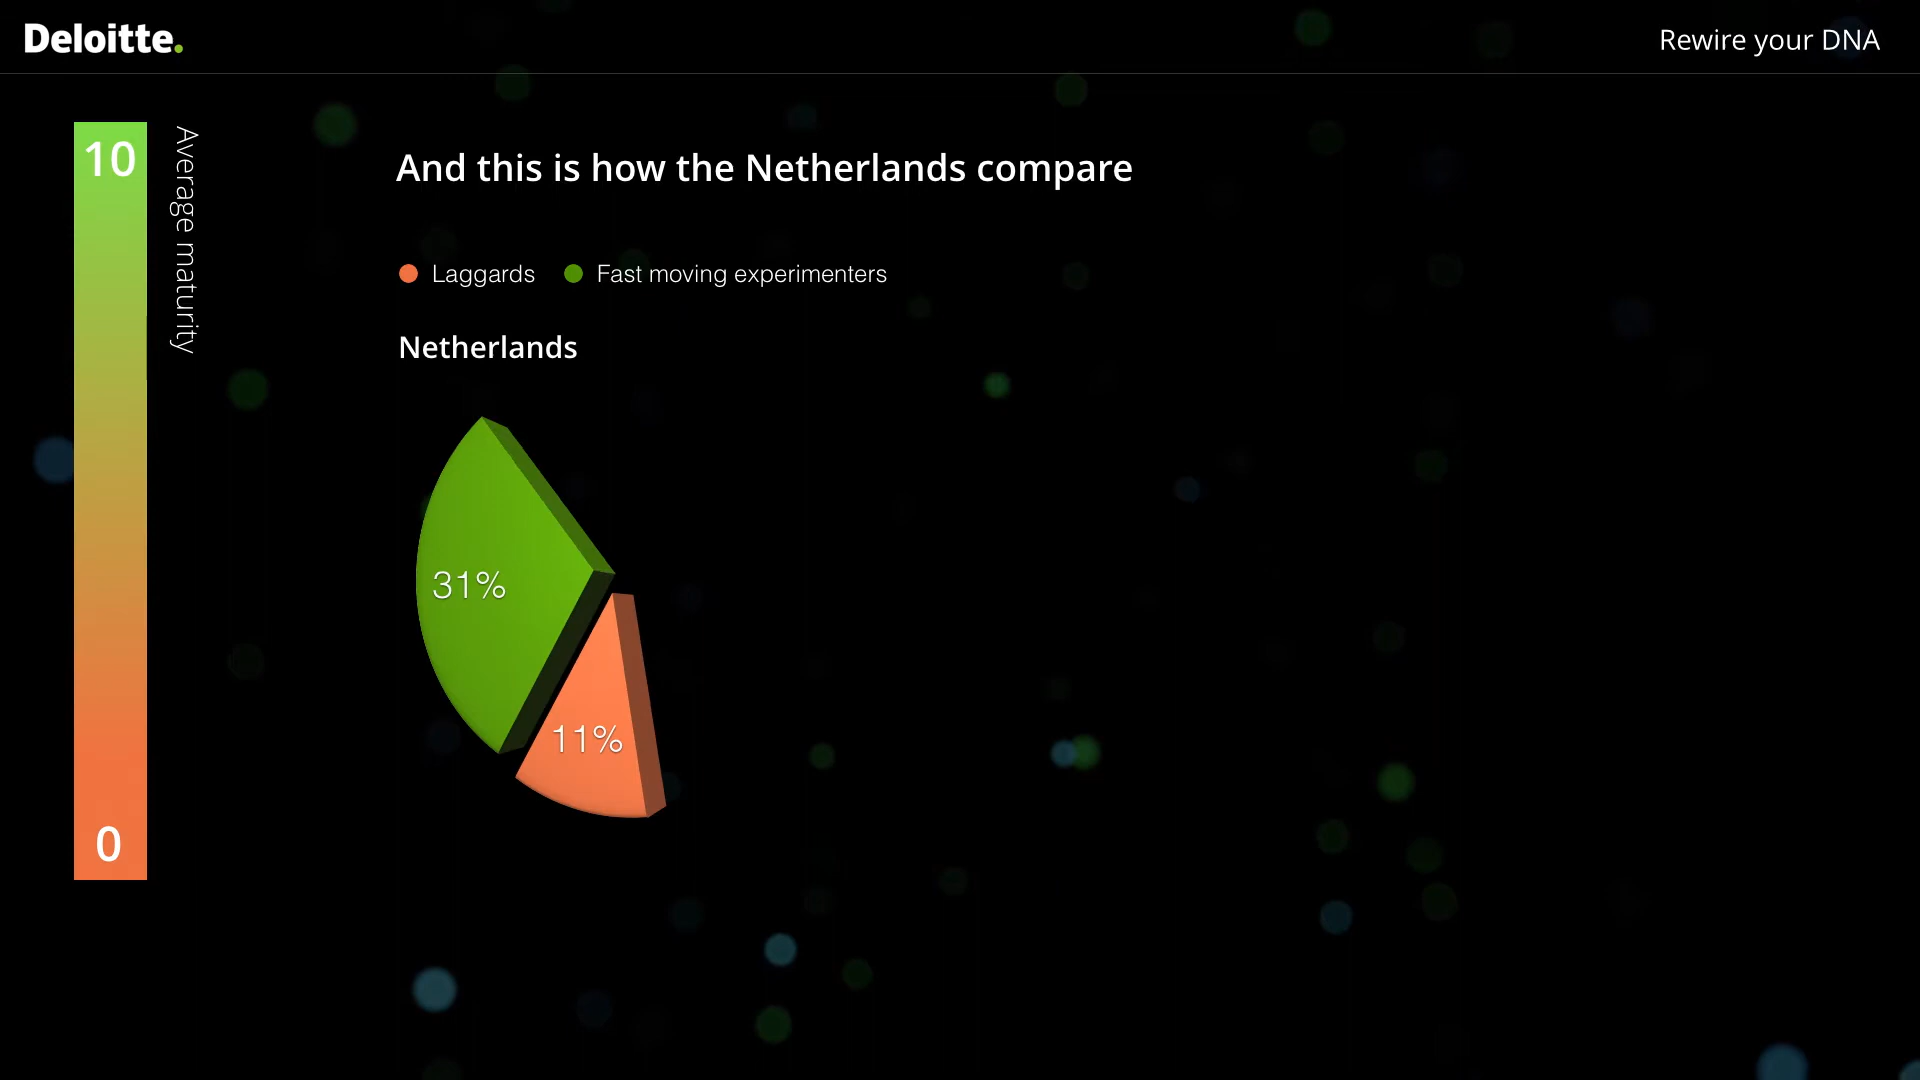 Deloitte.
Rewire your DNA
10
Average maturity
0
And this is how the Netherlands compare
Laggards
Fast moving experimenters
Netherlands
31%
11%